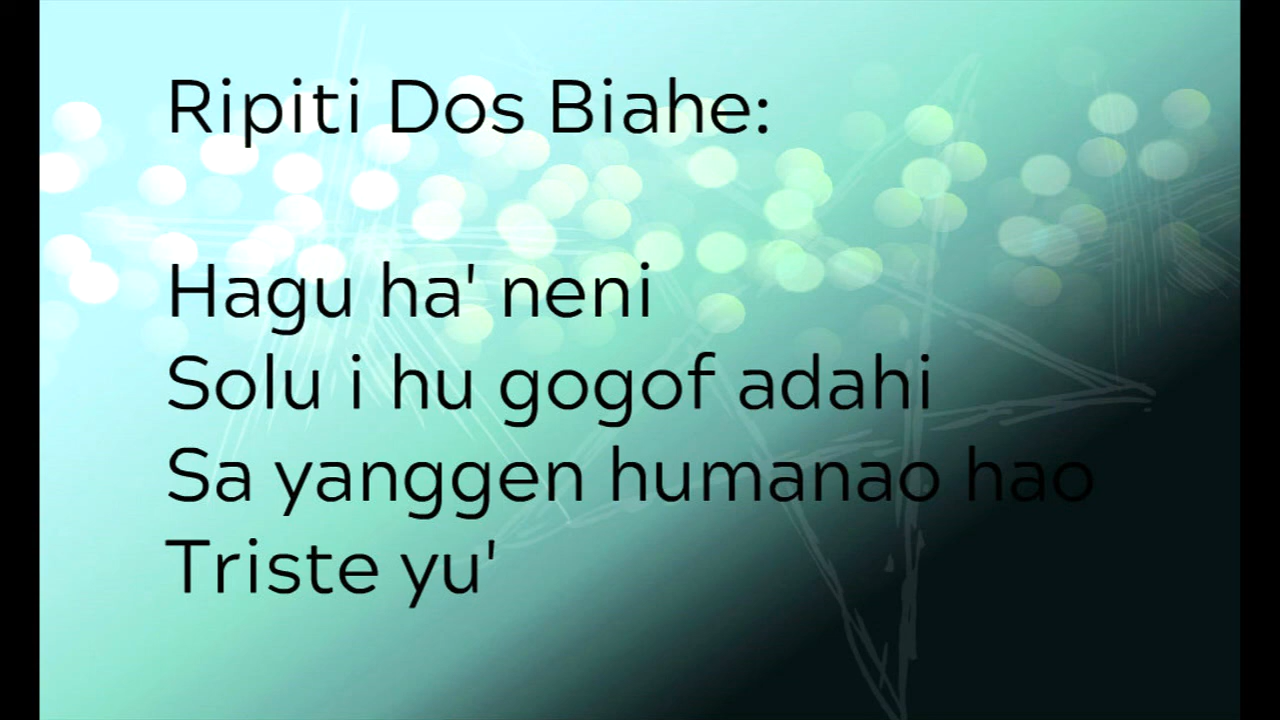 Ripiti Dos Biahe:
Hagu ha' neni
Solu i hu gogof adahi
Sa yanggen humanao hao
Triste yu'